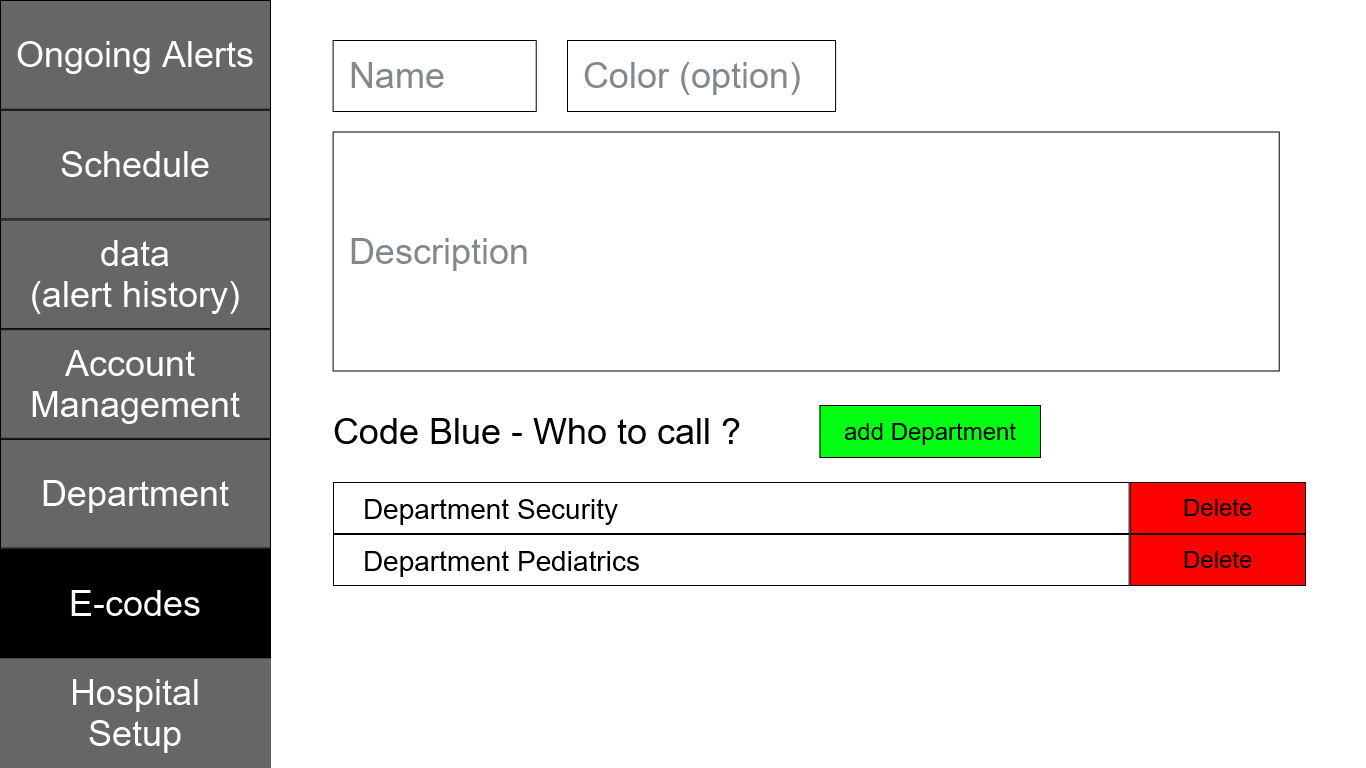 Ongoing Alerts
Schedule
data
(alert history)
Account
Management
Department
E-codes
Hospital
Setup
Name
Color (option)
Description
Code Blue - Who to call ?
add Department
Department Security
Delete
Department Pediatrics
Delete